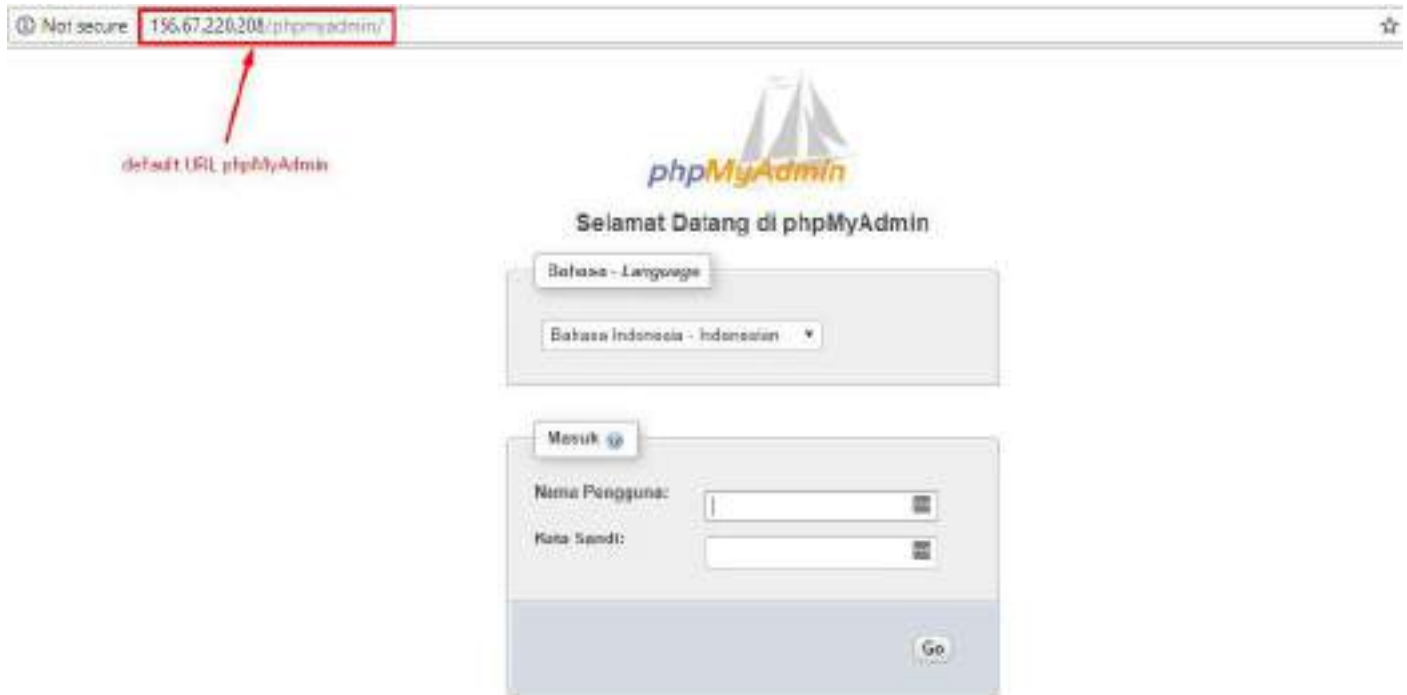 Not secure 156.67.220.208/phpmyadmin/
default URL phpMyAdmin
phpMyAdmin
Selamat Datang di phpMyAdmin
Bahasa - Language
Bahasa Indonesia - Indonesian
Masuk
Nama Pengguna:
Kata Sandi:
Go